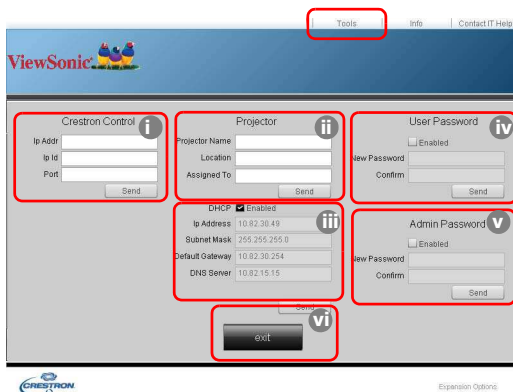 Tools Info Contact IT Help
ViewSonic
Crestron Control i
Ip Addr
Ip Id
Port
Send
Projector ii
Projector Name
Location
Assigned To
Send
DHCP Enabled
Ip Address 10.82.30.49
Subnet Mask 255.255.255.0
Default Gateway 10.82.30.254
DNS Server 10.82.15.15
iii
Send
User Password iv
Enabled
New Password
Confirm
Send
Admin Password v
Enabled
New Password
Confirm
Send
vi
exit
CRESTRON
Expansion Options